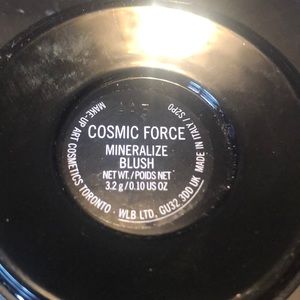 COSMIC FORCE
MINERALIZE
BLUSH
NET WT./POIDS NET
3.2 g / 0.10 US OZ
MAKE-UP ART COSMETICS TORONTO · WLB LTD, GU32 3DD UK MADE IN ITALY / S2P0